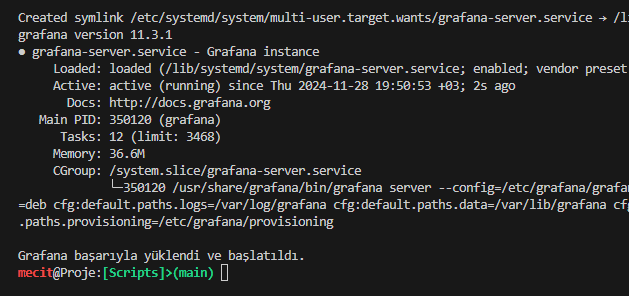 Created symlink /etc/systemd/system/multi-user.target.wants/grafana-server.service → /li
grafana version 11.3.1
● grafana-server.service - Grafana instance
Loaded: loaded (/lib/systemd/system/grafana-server.service; enabled; vendor preset
Active: active (running) since Thu 2024-11-28 19:50:53 +03; 2s ago
Docs: http://docs.grafana.org
Main PID: 350120 (grafana)
Tasks: 12 (limit: 3468)
Memory: 36.6M
CGroup: /system.slice/grafana-server.service
└─350120 /usr/share/grafana/bin/grafana server --config=/etc/grafana/grafan
=deb cfg:default.paths.logs=/var/log/grafana cfg:default.paths.data=/var/lib/grafana cfg
.paths.provisioning=/etc/grafana/provisioning
Grafana başarıyla yüklendi ve başlatıldı.
mecit@Proje:[Scripts]>(main)